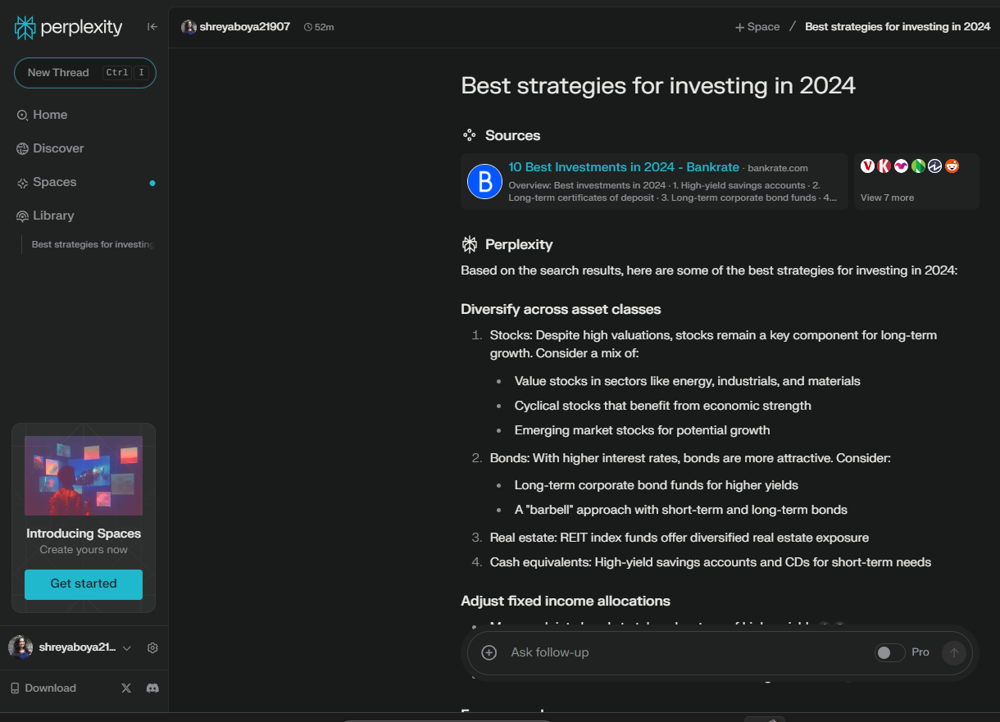 perplexity
shreyaboya21907
52m
Space / Best strategies for investing in 2024
New Thread Ctrl I
Home
Discover
Spaces
Library
Best strategies for investing
Introducing Spaces
Create yours now
Get started
shreyaboya21...
Download
Best strategies for investing in 2024
Sources
B
10 Best Investments in 2024 - Bankrate · bankrate.com
Overview: Best investments in 2024 · 1. High-yield savings accounts · 2.
Long-term certificates of deposit · 3. Long-term corporate bond funds · 4....
View 7 more
Perplexity
Based on the search results, here are some of the best strategies for investing in 2024:
Diversify across asset classes
1. Stocks: Despite high valuations, stocks remain a key component for long-term
growth. Consider a mix of:
• Value stocks in sectors like energy, industrials, and materials
• Cyclical stocks that benefit from economic strength
• Emerging market stocks for potential growth
2. Bonds: With higher interest rates, bonds are more attractive. Consider:
• Long-term corporate bond funds for higher yields
• A "barbell" approach with short-term and long-term bonds
3. Real estate: REIT index funds offer diversified real estate exposure
4. Cash equivalents: High-yield savings accounts and CDs for short-term needs
Adjust fixed income allocations
Ask follow-up
Pro